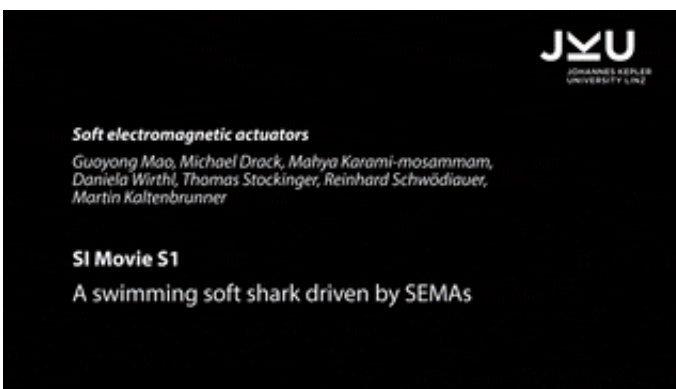 JKU
JOHANNES KEPLER
UNIVERSITY LINZ
Soft electromagnetic actuators
Guoyong Mao, Michael Drack, Mahya Karami-mosammam,
Daniela Wirthl, Thomas Stockinger, Reinhard Schwödiauer,
Martin Kaltenbrunner
SI Movie S1
A swimming soft shark driven by SEMAs